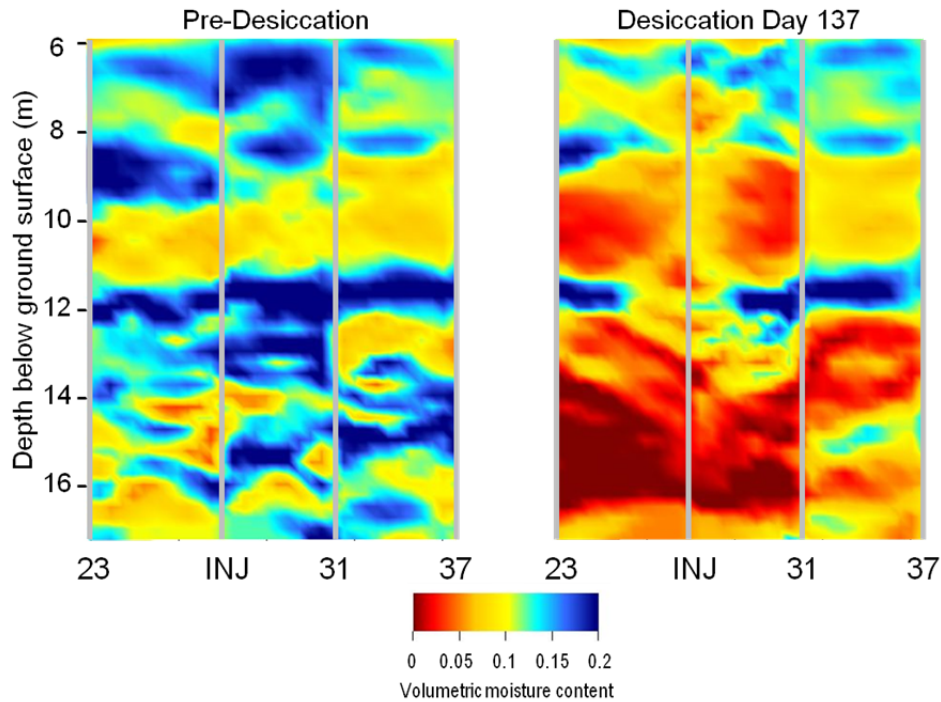 Pre-Desiccation
Desiccation Day 137
Depth below ground surface (m)
6
8
10
12
14
16
23 INJ 31 37
23 INJ 31 37
0 0.05 0.1 0.15 0.2
Volumetric moisture content